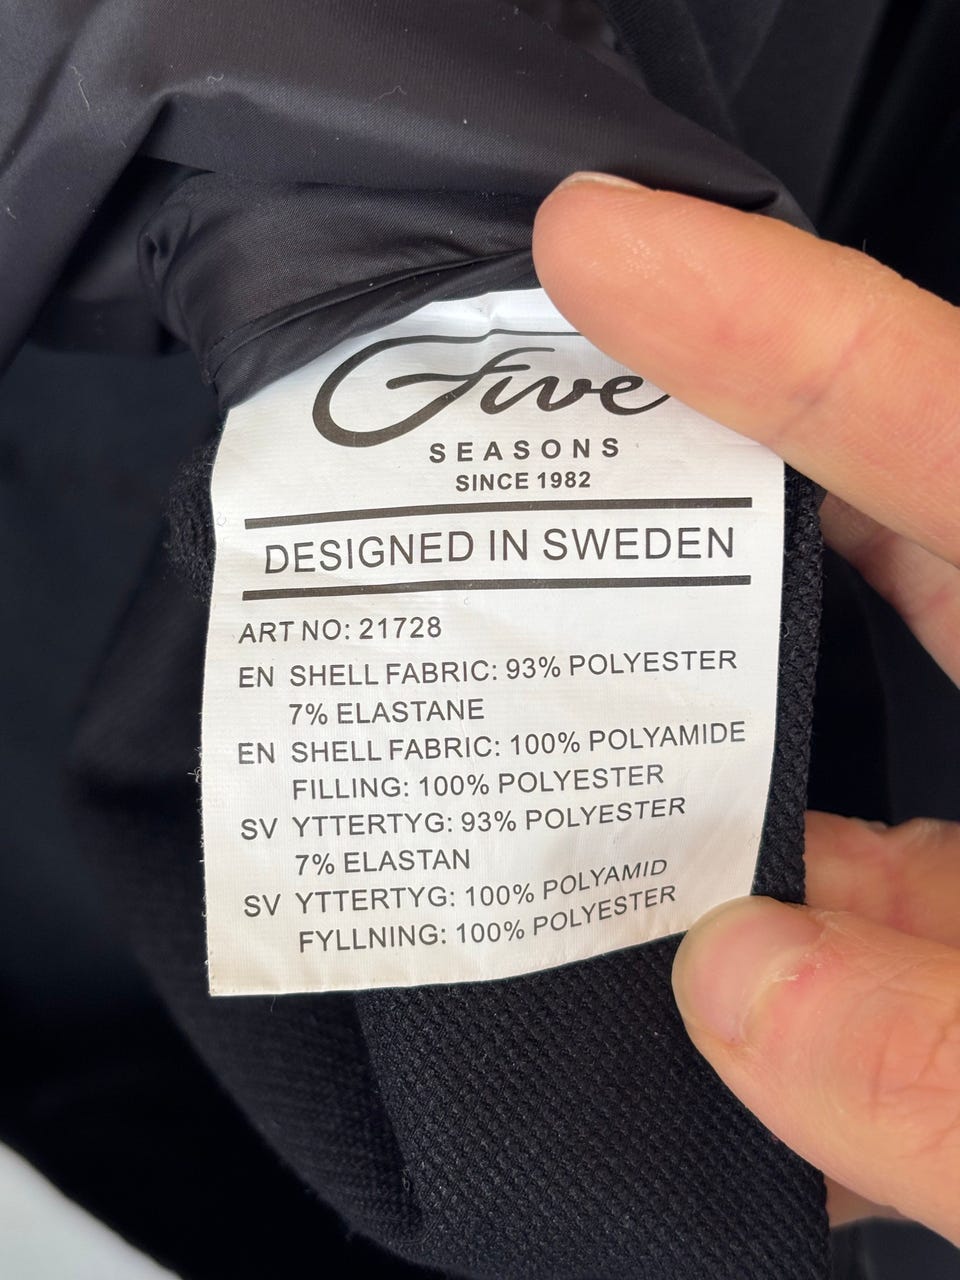 Five
SEASONS
SINCE 1982
DESIGNED IN SWEDEN
ART NO: 21728
EN SHELL FABRIC: 93% POLYESTER
7% ELASTANE
EN SHELL FABRIC: 100% POLYAMIDE
FILLING: 100% POLYESTER
SV YTTERTYG: 93% POLYESTER
7% ELASTAN
SV YTTERTYG: 100% POLYAMID
FYLLNING: 100% POLYESTER